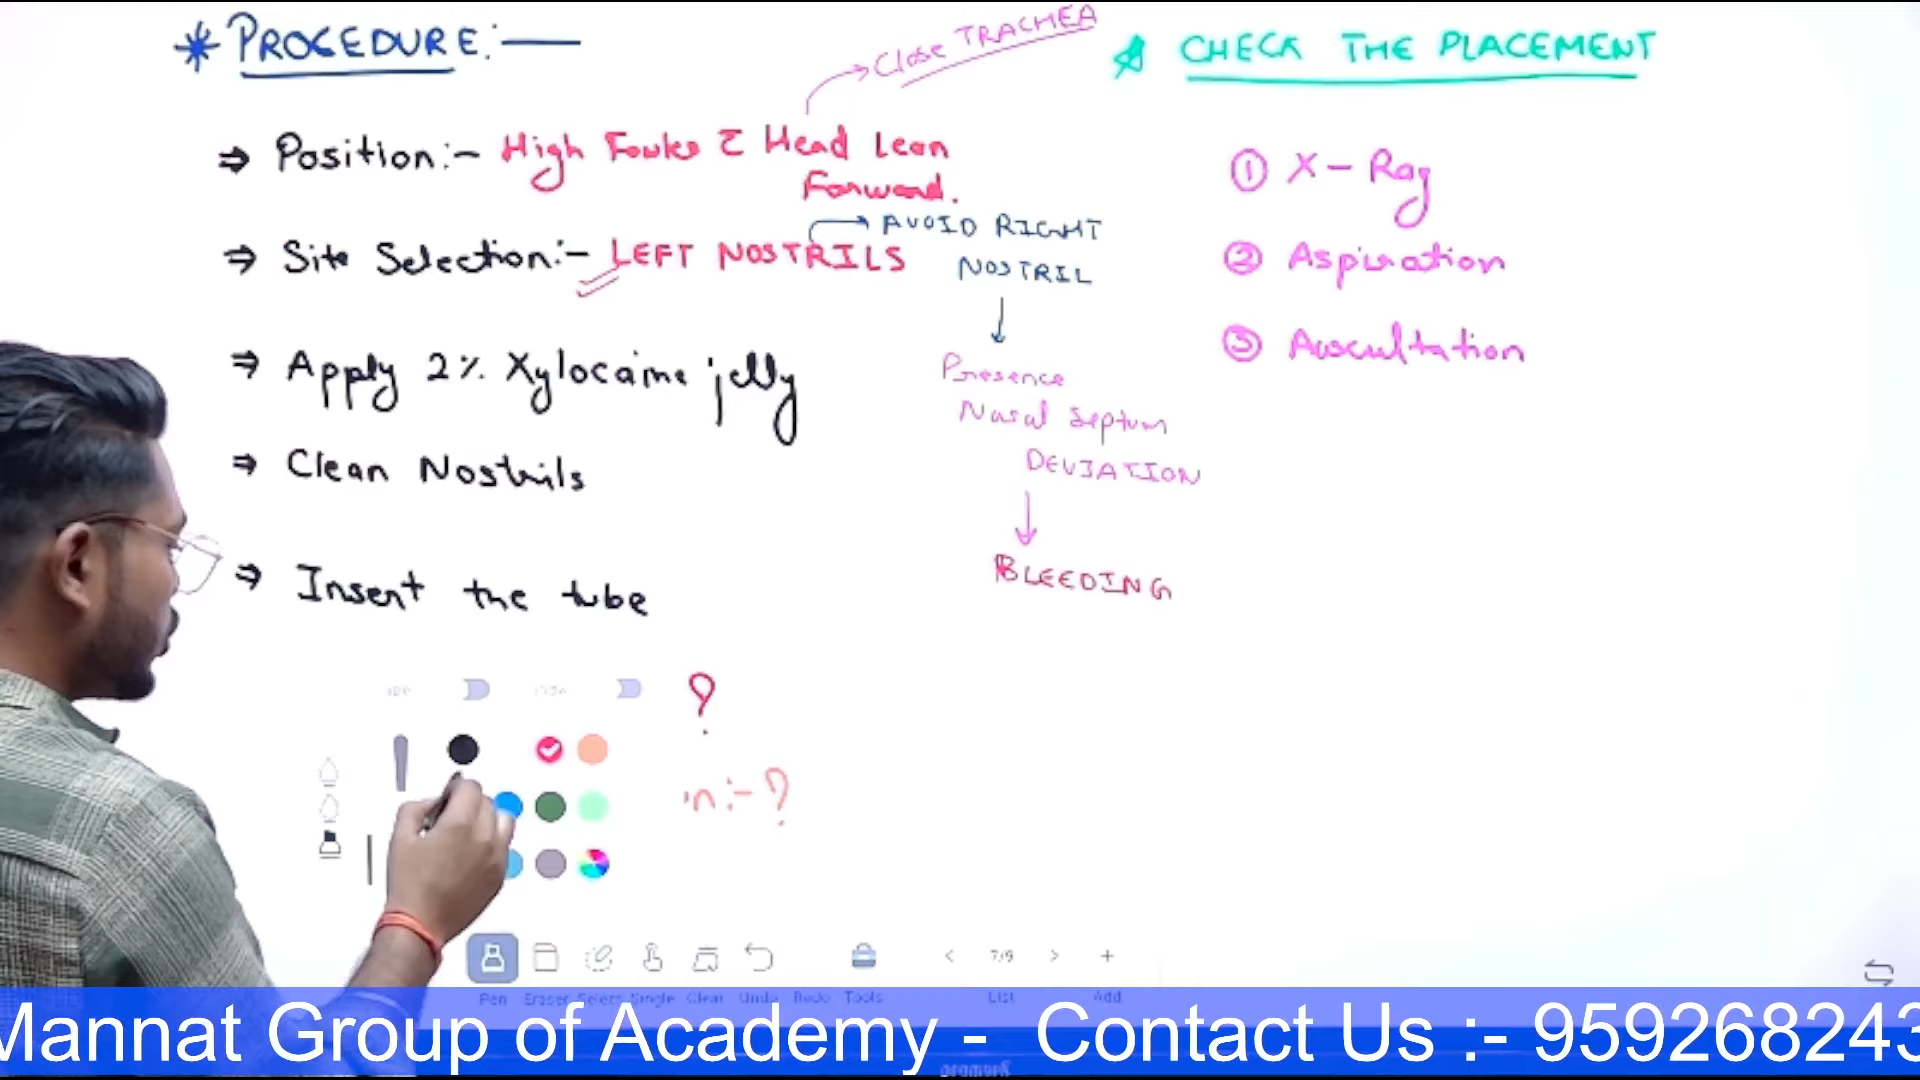 * PROCEDURE:-
→ Close TRACHEA
⇒ Position:- High Fowler c̄ Head Lean
Forward.
⇒ Site Selection:- LEFT NOSTRILS
→ AVOID RIGHT
NOSTRIL
↓
Presence
Nasal Septum
DEVIATION
↓
BLEEDING
⇒ Apply 2% Xylocaine jelly
⇒ Clean Nostrils
⇒ Insert the tube
?
n:- ?
CHECK THE PLACEMENT
① X-Ray
② Aspiration
③ Auscultation
7/9
Pen Eraser Select Single Clear Undo Redo Tools List Add
Mannat Group of Academy - Contact Us :- 959268243